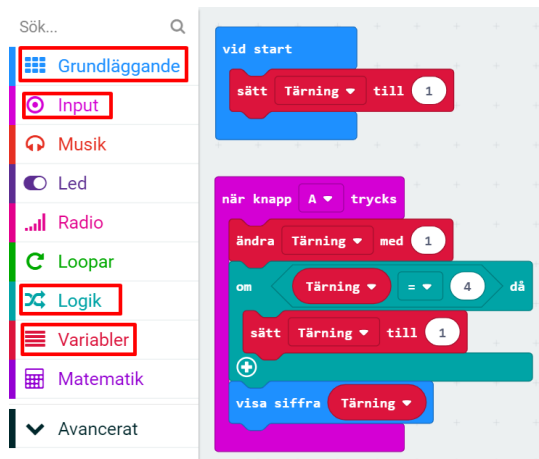 Sök...
Grundläggande
Input
Musik
Led
Radio
Loopar
Logik
Variabler
Matematik
Avancerat
vid start
sätt Tärning till 1
när knapp A trycks
ändra Tärning med 1
om Tärning = 4 då
sätt Tärning till 1
visa siffra Tärning